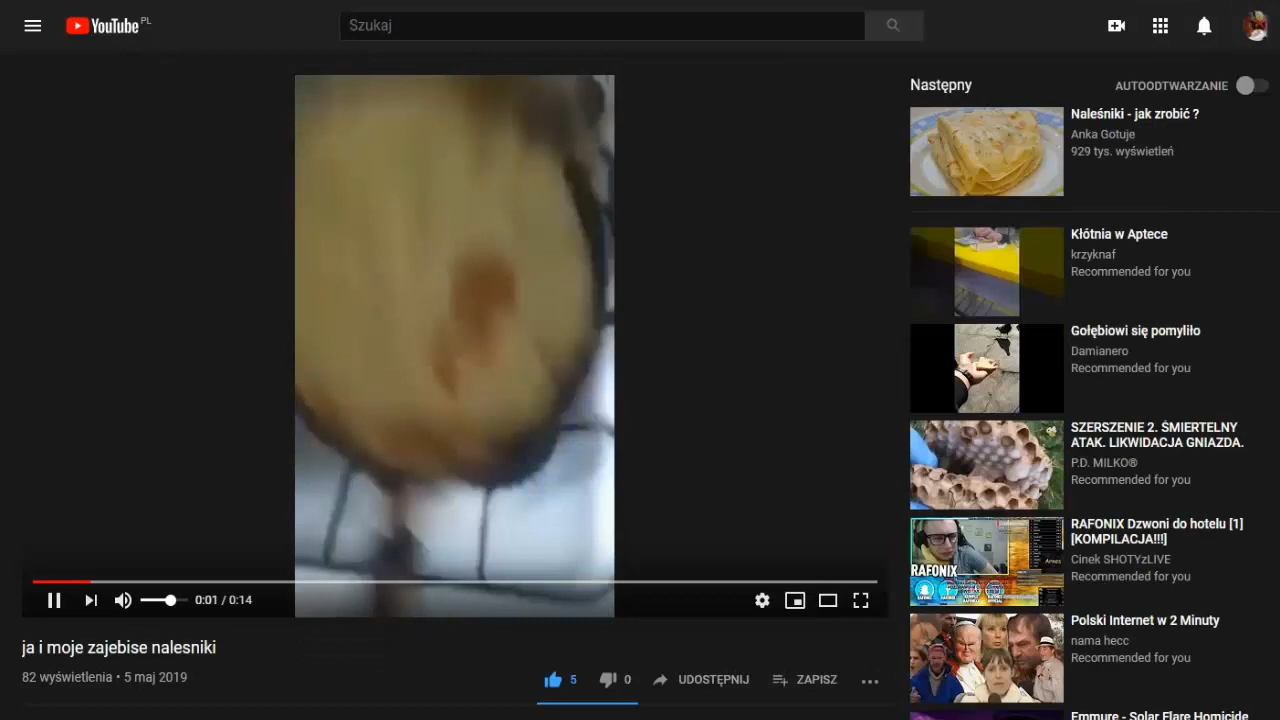 YouTube PL
Szukaj
0:01 / 0:14
ja i moje zajebise nalesniki
82 wyświetlenia • 5 maj 2019
5
0
UDOSTĘPNIJ
ZAPISZ
Następny
AUTOODTWARZANIE
Naleśniki - jak zrobić ?
Anka Gotuje
929 tys. wyświetleń
Kłótnia w Aptece
krzyknaf
Recommended for you
Gołębiowi się pomyliło
Damianero
Recommended for you
SZERSZENIE 2. ŚMIERTELNY
ATAK. LIKWIDACJA GNIAZDA.
P.D. MILKO®
Recommended for you
RAFONIX
RAFONIX Dzwoni do hotelu [1]
[KOMPILACJA!!!]
Cinek SHOTYzLIVE
Recommended for you
Polski Internet w 2 Minuty
nama hecc
Recommended for you
Emmure - Solar Flare Homicide